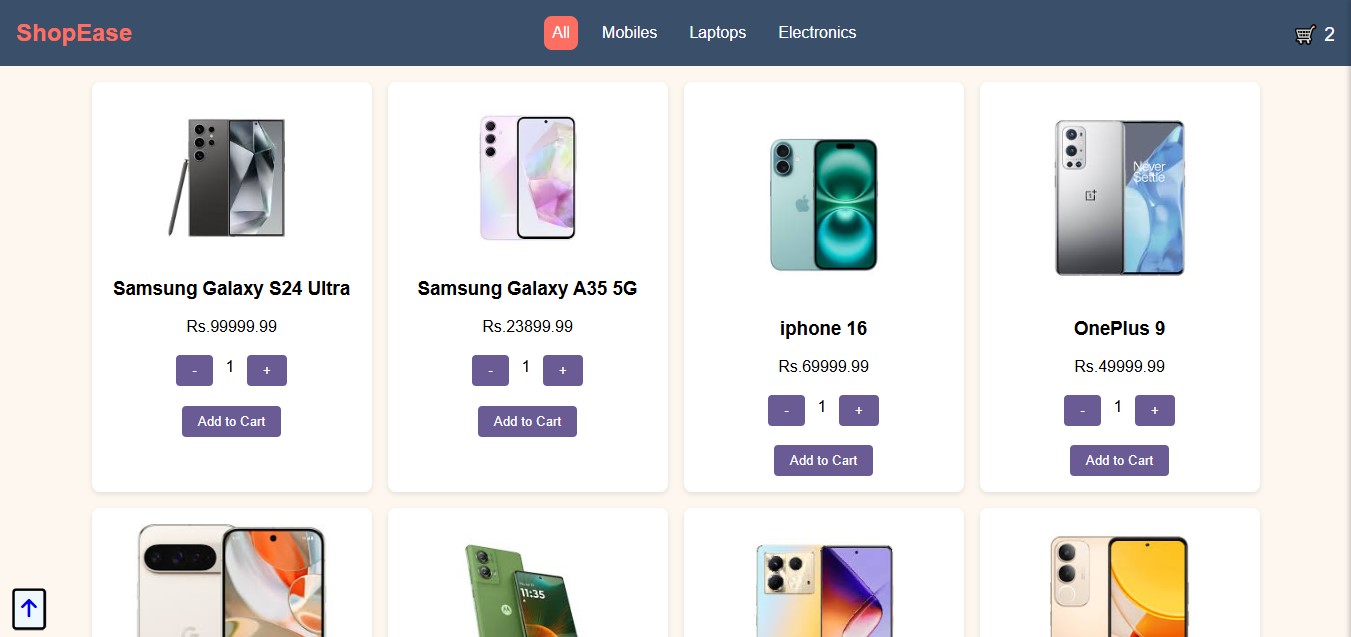 ShopEase
All Mobiles Laptops Electronics
2
Never
Settle
Samsung Galaxy S24 Ultra
Rs.99999.99
- 1 +
Add to Cart
Samsung Galaxy A35 5G
Rs.23899.99
- 1 +
Add to Cart
iphone 16
Rs.69999.99
- 1 +
Add to Cart
OnePlus 9
Rs.49999.99
- 1 +
Add to Cart
11:35